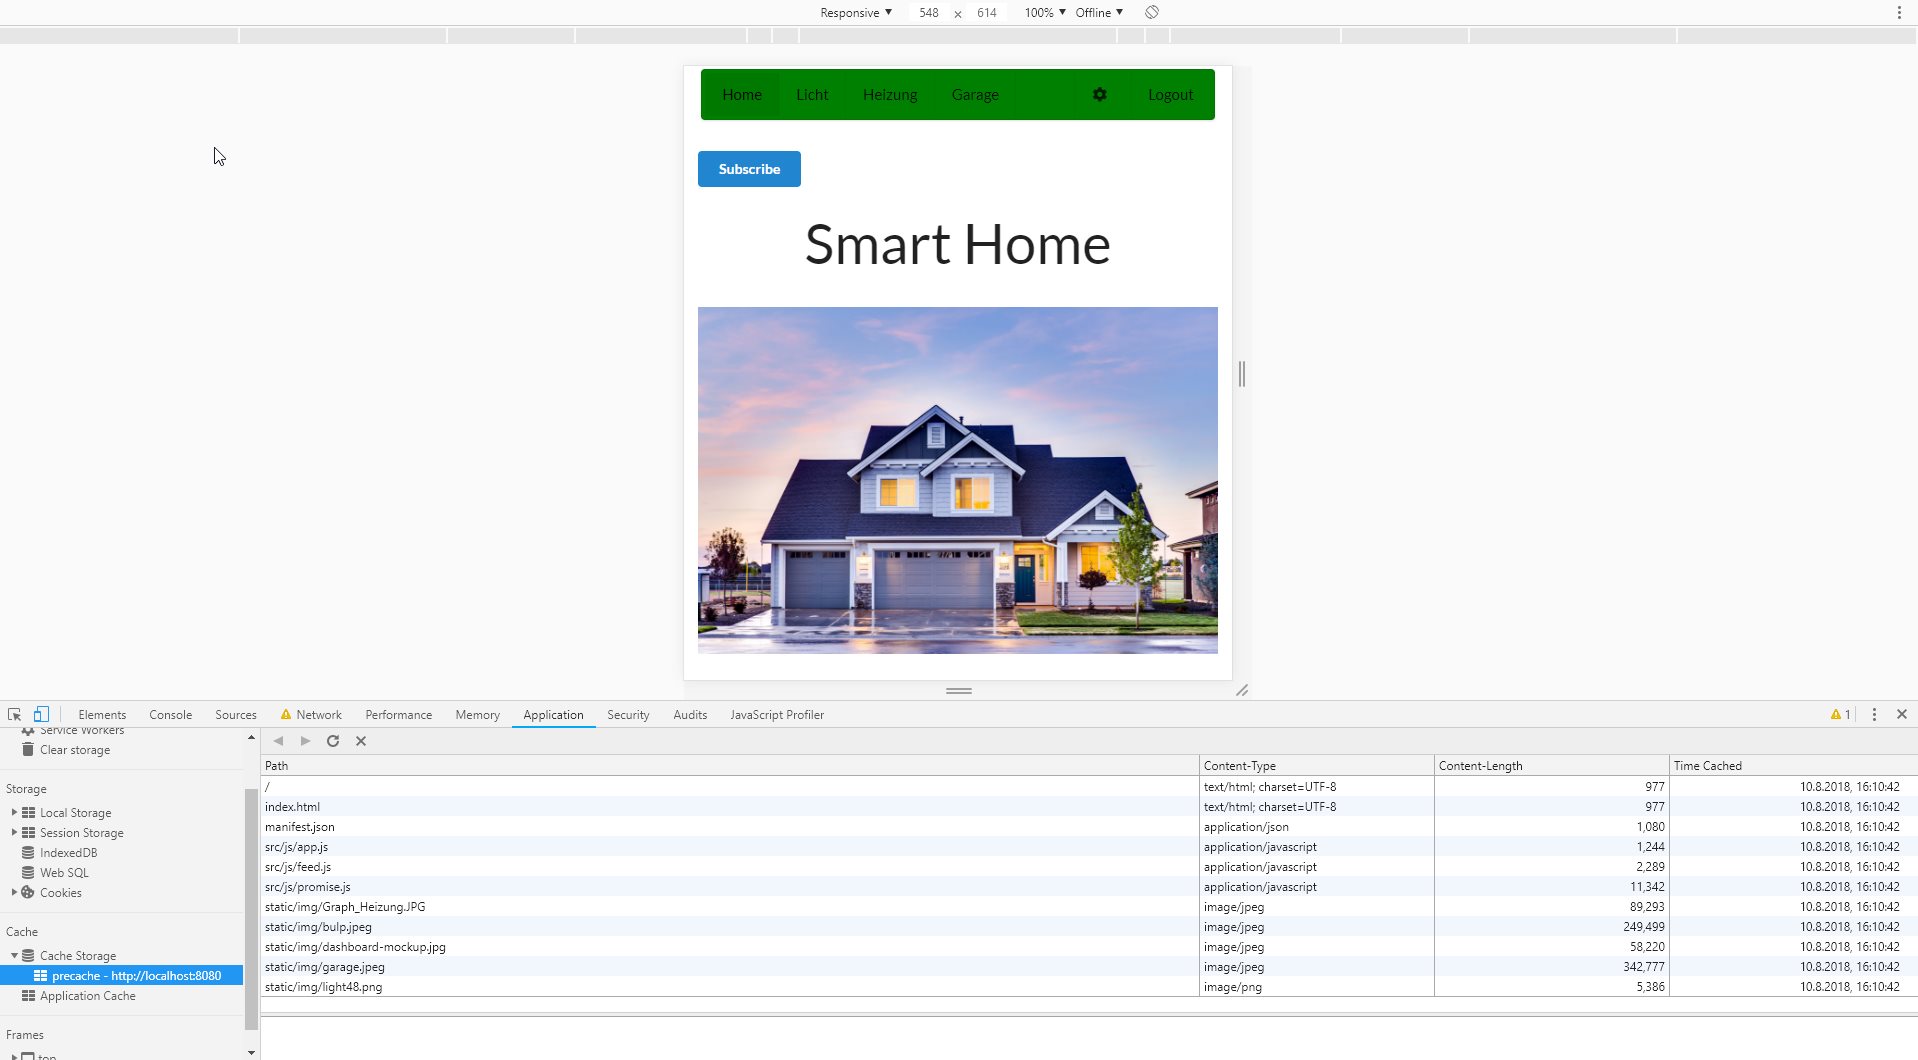 Responsive ▼ 548 × 614 100% ▼ Offline ▼
Home Licht Heizung Garage Logout
Subscribe
Smart Home
Elements Console Sources Network Performance Memory Application Security Audits JavaScript Profiler 1
Service Workers
Clear storage
Storage
Local Storage
Session Storage
IndexedDB
Web SQL
Cookies
Cache
Cache Storage
precache - http://localhost:8080
Application Cache
Frames
top
Path Content-Type Content-Length Time Cached
/ text/html; charset=UTF-8 977 10.8.2018, 16:10:42
index.html text/html; charset=UTF-8 977 10.8.2018, 16:10:42
manifest.json application/json 1,080 10.8.2018, 16:10:42
src/js/app.js application/javascript 1,244 10.8.2018, 16:10:42
src/js/feed.js application/javascript 2,289 10.8.2018, 16:10:42
src/js/promise.js application/javascript 11,342 10.8.2018, 16:10:42
static/img/Graph_Heizung.JPG image/jpeg 89,293 10.8.2018, 16:10:42
static/img/bulp.jpeg image/jpeg 249,499 10.8.2018, 16:10:42
static/img/dashboard-mockup.jpg image/jpeg 58,220 10.8.2018, 16:10:42
static/img/garage.jpeg image/jpeg 342,777 10.8.2018, 16:10:42
static/img/light48.png image/png 5,386 10.8.2018, 16:10:42